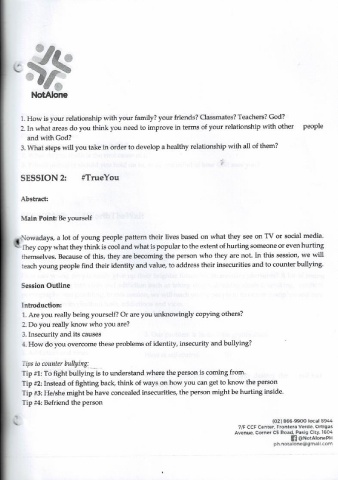 NotAlone
1. How is your relationship with your family? your friends? Classmates? Teachers? God?
2. In what areas do you think you need to improve in terms of your relationship with other people
and with God?
3. What steps will you take in order to develop a healthy relationship with all of them?
SESSION 2: #TrueYou
Abstract:
Main Point: Be yourself
Nowadays, a lot of young people pattern their lives based on what they see on TV or social media.
They copy what they think is cool and what is popular to the extent of hurting someone or even hurting
themselves. Because of this, they are becoming the person who they are not. In this session, we will
teach young people find their identity and value, to address their insecurities and to counter bullying.
Session Outline
Introduction:
1. Are you really being yourself? Or are you unknowingly copying others?
2. Do you really know who you are?
3. Insecurity and its causes
4. How do you overcome these problems of identity, insecurity and bullying?
Tips to counter bullying:
Tip #1: To fight bullying is to understand where the person is coming from.
Tip #2: Instead of fighting back, think of ways on how you can get to know the person
Tip #3: He/she might be have concealed insecurities, the person might be hurting inside.
Tip #4: Befriend the person
(02) 866-9900 local 5944
7/F CCF Center, Frontera Verde, Ortigas
Avenue, Corner C5 Road, Pasig City, 1604
@NotAlonePH
ph.notalone@gmail.com